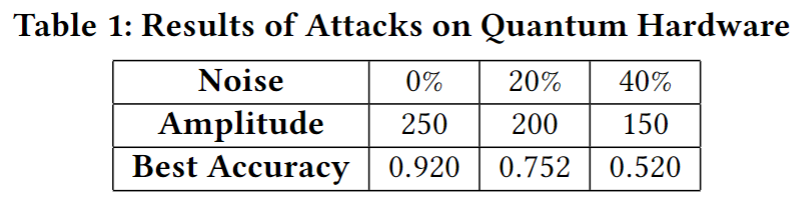 Table 1: Results of Attacks on Quantum Hardware
Noise 0% 20% 40%
Amplitude 250 200 150
Best Accuracy 0.920 0.752 0.520